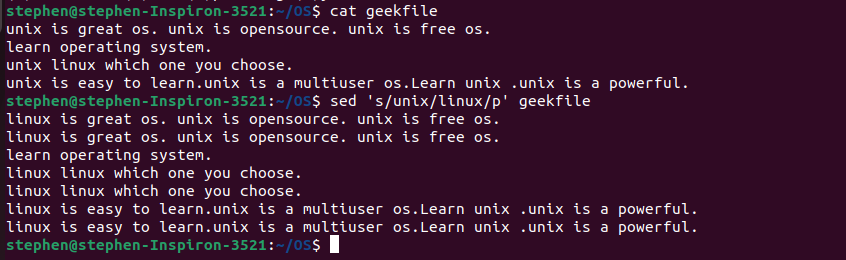 stephen@stephen-Inspiron-3521:~/OS$ cat geekfile
unix is great os. unix is opensource. unix is free os.
learn operating system.
unix linux which one you choose.
unix is easy to learn.unix is a multiuser os.Learn unix .unix is a powerful.
stephen@stephen-Inspiron-3521:~/OS$ sed 's/unix/linux/p' geekfile
linux is great os. unix is opensource. unix is free os.
linux is great os. unix is opensource. unix is free os.
learn operating system.
linux linux which one you choose.
linux linux which one you choose.
linux is easy to learn.unix is a multiuser os.Learn unix .unix is a powerful.
linux is easy to learn.unix is a multiuser os.Learn unix .unix is a powerful.
stephen@stephen-Inspiron-3521:~/OS$